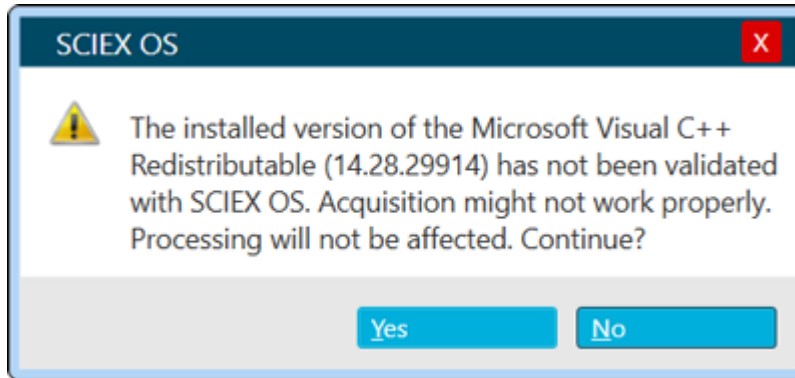 SCIEX OS
X
The installed version of the Microsoft Visual C++
Redistributable (14.28.29914) has not been validated
with SCIEX OS. Acquisition might not work properly.
Processing will not be affected. Continue?
Yes
No